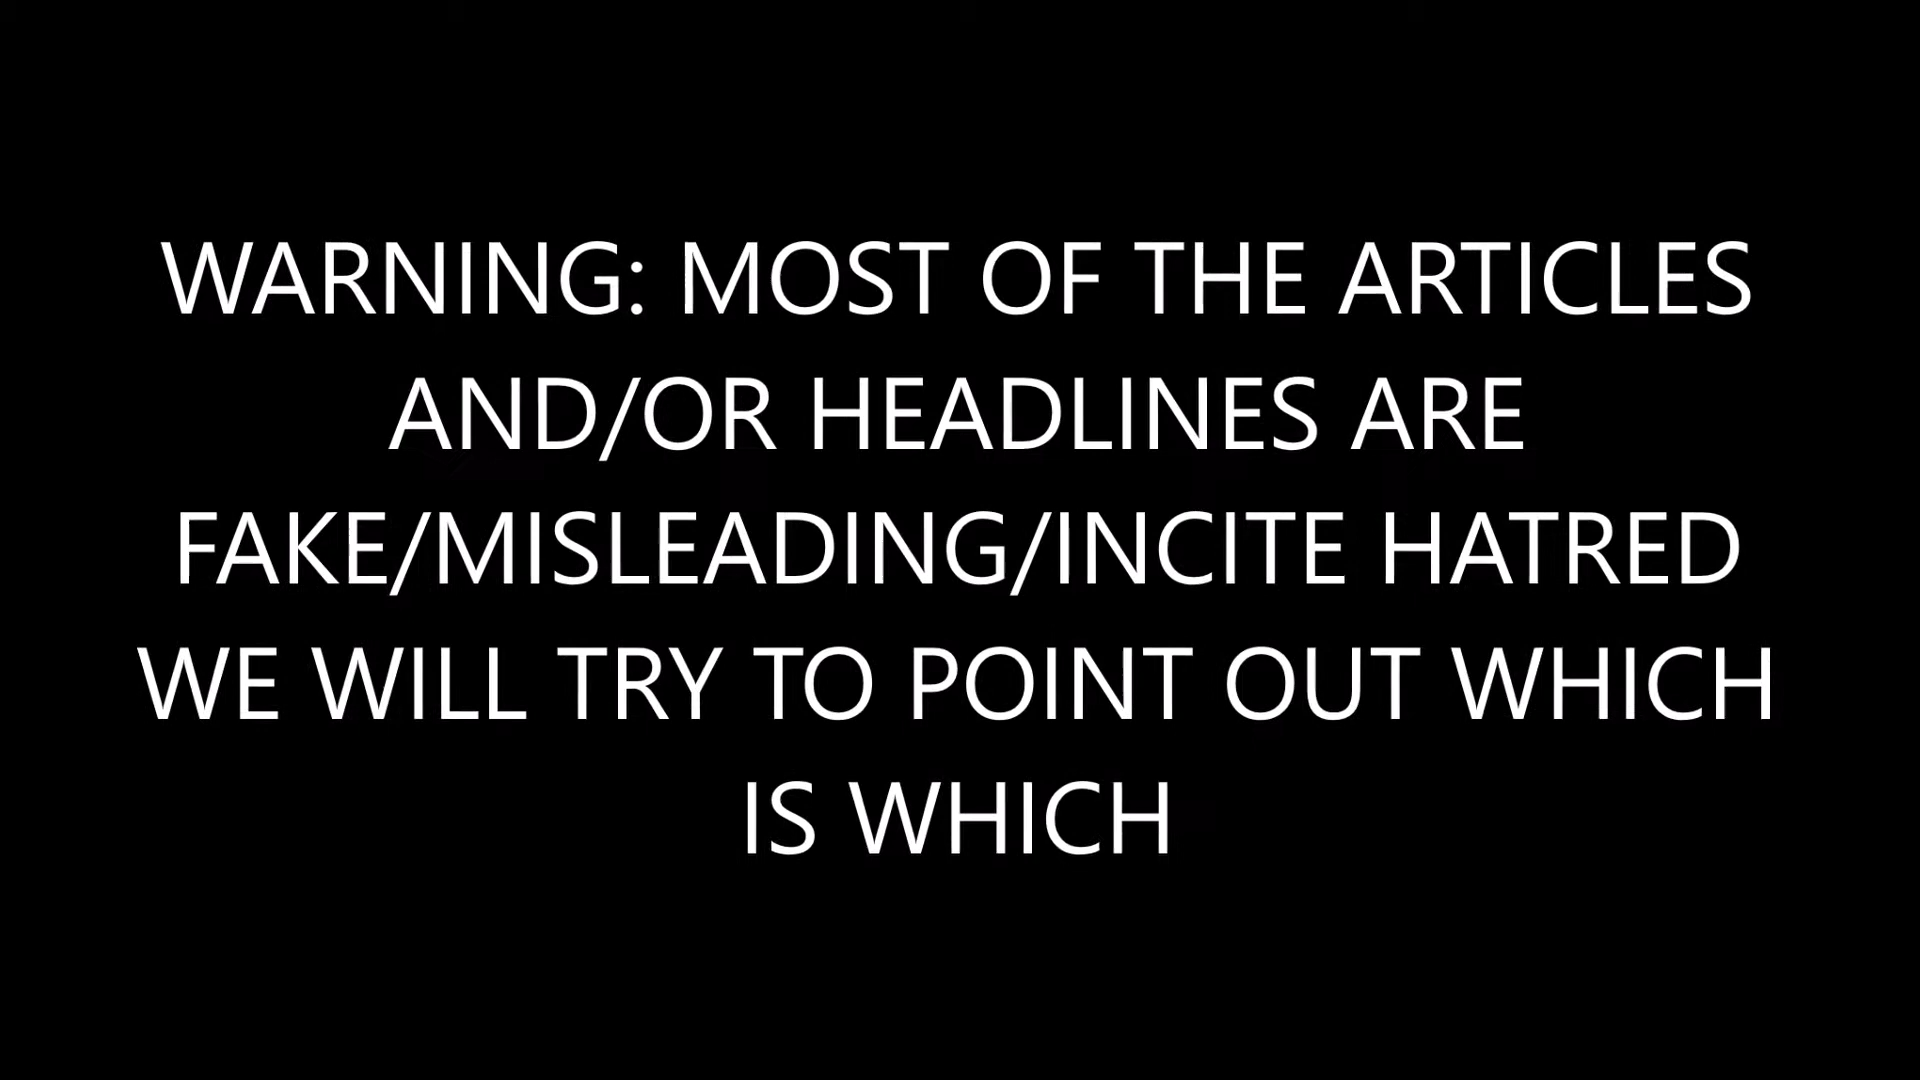 WARNING: MOST OF THE ARTICLES
AND/OR HEADLINES ARE
FAKE/MISLEADING/INCITE HATRED
WE WILL TRY TO POINT OUT WHICH
IS WHICH